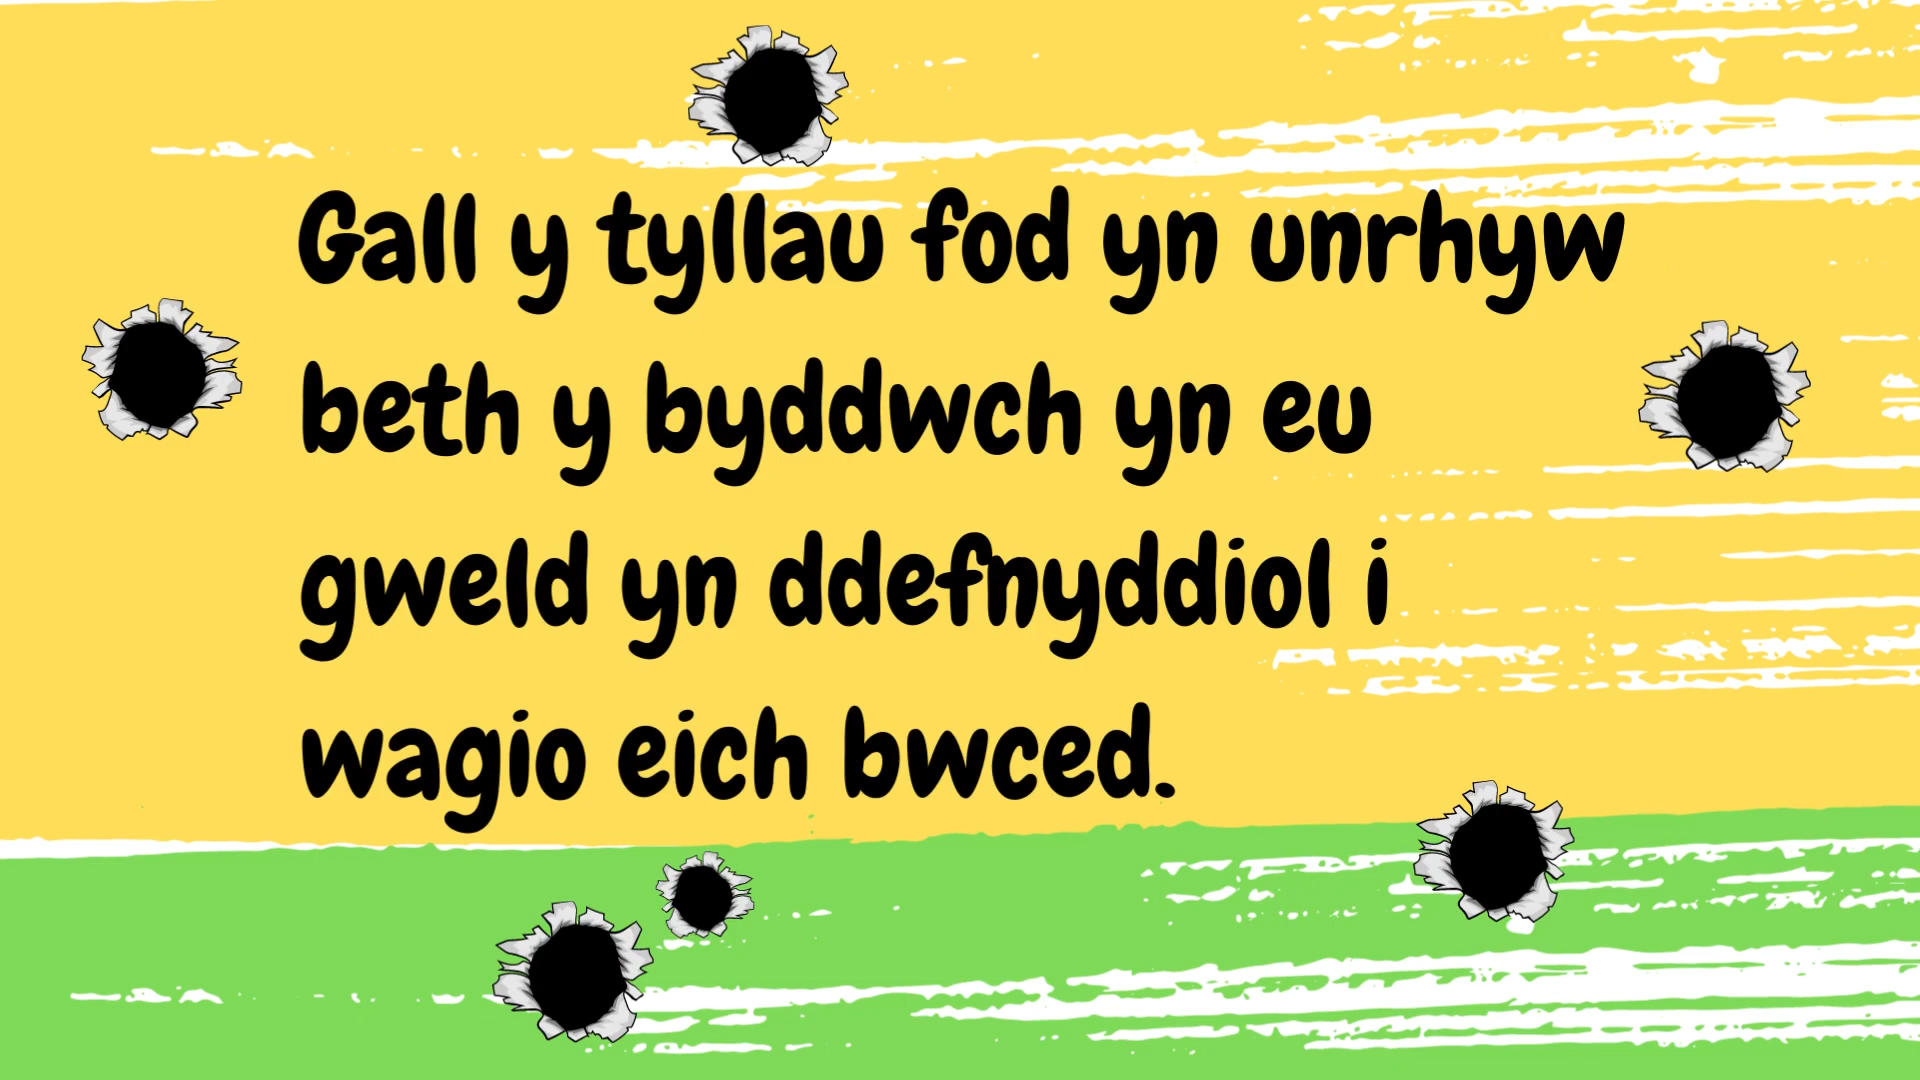 Gall y tyllau fod yn unrhyw
beth y byddwch yn eu
gweld yn ddefnyddiol i
wagio eich bwced.